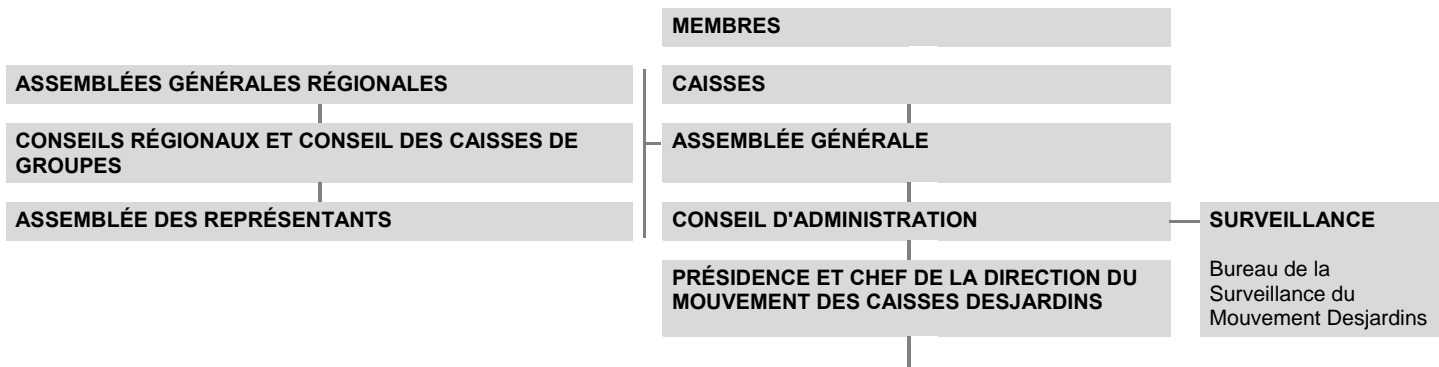 MEMBRES
ASSEMBLÉES GÉNÉRALES RÉGIONALES
CAISSES
CONSEILS RÉGIONAUX ET CONSEIL DES CAISSES DE
GROUPES
ASSEMBLÉE GÉNÉRALE
ASSEMBLÉE DES REPRÉSENTANTS
CONSEIL D'ADMINISTRATION
SURVEILLANCE
Bureau de la
Surveillance du
Mouvement Desjardins
PRÉSIDENCE ET CHEF DE LA DIRECTION DU
MOUVEMENT DES CAISSES DESJARDINS